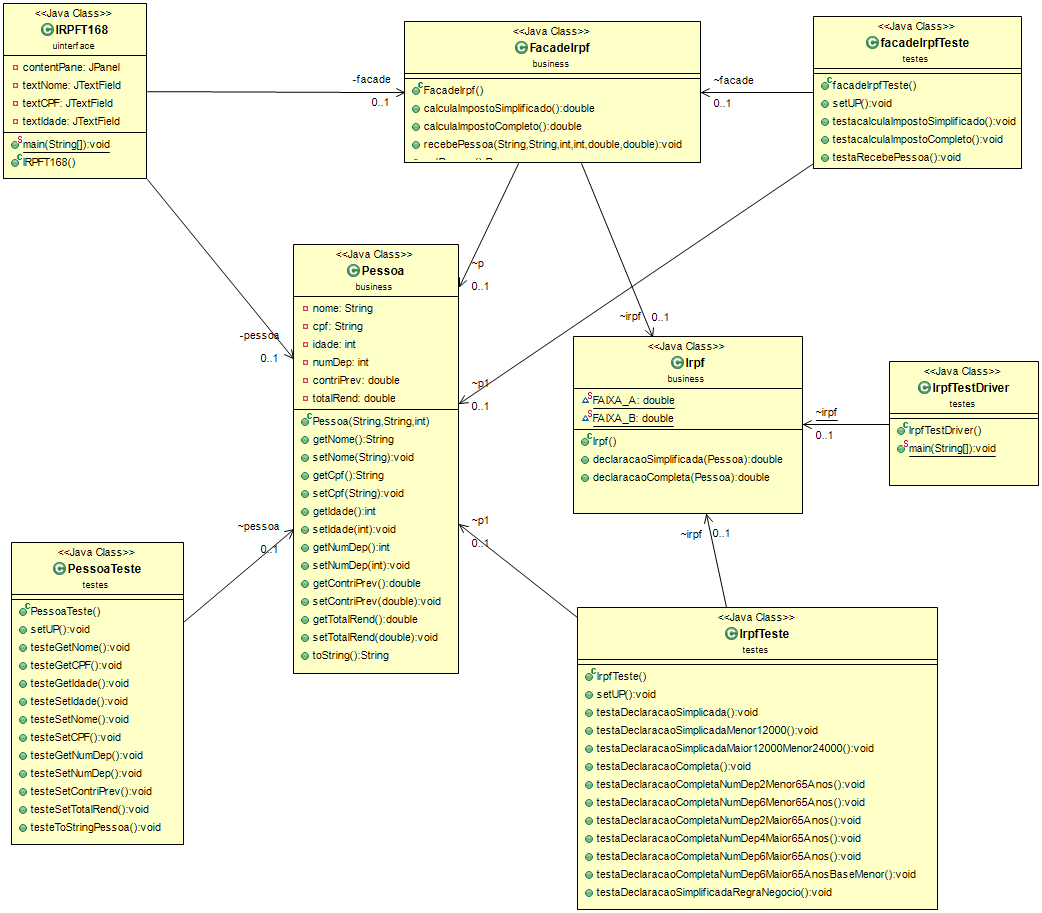 <<Java Class>>
IRPFT168
uinterface
contentPane: JPanel
textNome: JTextField
textCPF: JTextField
textIdade: JTextField
main(String[]):void
IRPFT168()
-facade
0..1
<<Java Class>>
FacadeIrpf
business
FacadeIrpf()
calculaImpostoSimplificado():double
calculaImpostoCompleto():double
recebePessoa(String,String,int,int,double,double):void
~facade
0..1
<<Java Class>>
facadeIrpfTeste
testes
facadeIrpfTeste()
setUP():void
testacalculaImpostoSimplificado():void
testacalculaImpostoCompleto():void
testaRecebePessoa():void
-pessoa
0..1
<<Java Class>>
Pessoa
business
nome: String
cpf: String
idade: int
numDep: int
contriPrev: double
totalRend: double
Pessoa(String,String,int)
getNome():String
setNome(String):void
getCpf():String
setCpf(String):void
getIdade():int
setIdade(int):void
getNumDep():int
setNumDep(int):void
getContriPrev():double
setContriPrev(double):void
getTotalRend():double
setTotalRend(double):void
toString():String
~p
0..1
~p1
0..1
~irpf
0..1
<<Java Class>>
Irpf
business
FAIXA_A: double
FAIXA_B: double
Irpf()
declaracaoSimplificada(Pessoa):double
declaracaoCompleta(Pessoa):double
~irpf
0..1
<<Java Class>>
IrpfTestDriver
testes
IrpfTestDriver()
main(String[]):void
~pessoa
0..1
~p1
0..1
~irpf
0..1
<<Java Class>>
PessoaTeste
testes
PessoaTeste()
setUP():void
testeGetNome():void
testeGetCPF():void
testeGetIdade():void
testeSetIdade():void
testeSetNome():void
testeSetCPF():void
testeGetNumDep():void
testeSetNumDep():void
testeSetContriPrev():void
testeSetTotalRend():void
testeToStringPessoa():void
<<Java Class>>
IrpfTeste
testes
IrpfTeste()
setUP():void
testaDeclaracaoSimplicada():void
testaDeclaracaoSimplicadaMenor12000():void
testaDeclaracaoSimplicadaMaior12000Menor24000():void
testaDeclaracaoCompleta():void
testaDeclaracaoCompletaNumDep2Menor65Anos():void
testaDeclaracaoCompletaNumDep6Menor65Anos():void
testaDeclaracaoCompletaNumDep2Maior65Anos():void
testaDeclaracaoCompletaNumDep4Maior65Anos():void
testaDeclaracaoCompletaNumDep6Maior65Anos():void
testaDeclaracaoCompletaNumDep6Maior65AnosBaseMenor():void
testaDeclaracaoSimplificadaRegraNegocio():void